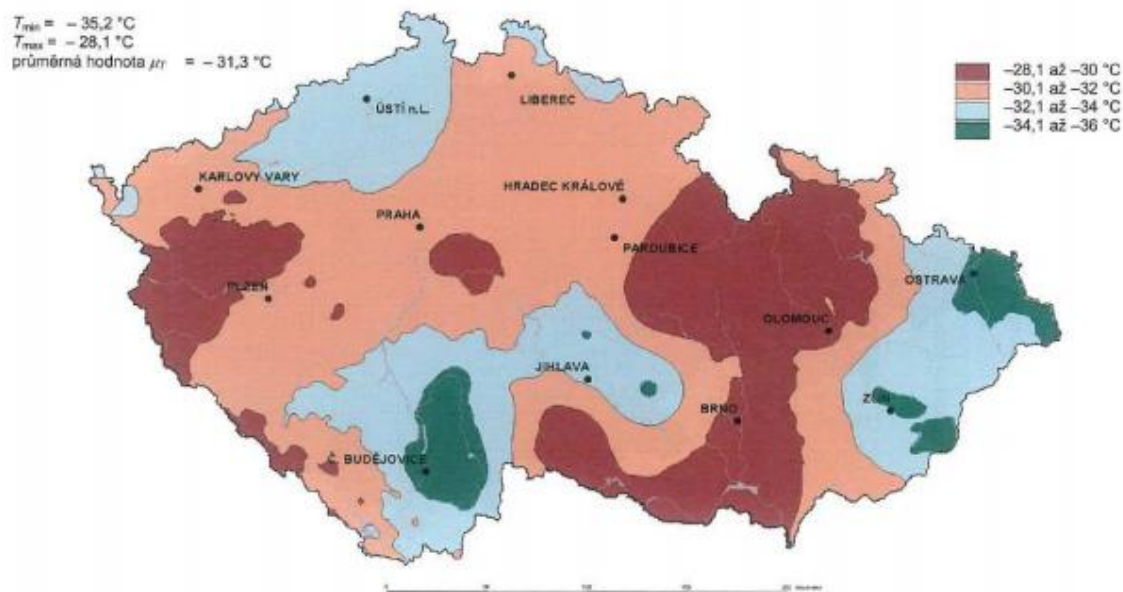 Tmin = – 35,2 °C
Tmax = – 28,1 °C
průměrná hodnota μT = – 31,3 °C
–28,1 až –30 °C
–30,1 až –32 °C
–32,1 až –34 °C
–34,1 až –36 °C
LIBEREC
ÚSTÍ n.L.
KARLOVY VARY
HRADEC KRÁLOVÉ
PRAHA
PARDUBICE
OSTRAVA
PLZEŇ
OLOMOUC
JIHLAVA
ZLÍN
BRNO
Č. BUDĚJOVICE